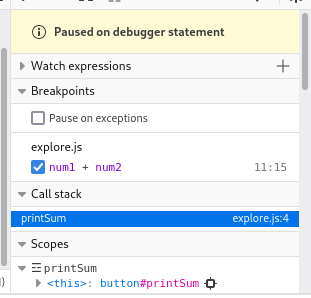 Paused on debugger statement
Watch expressions
Breakpoints
Pause on exceptions
explore.js
num1 + num2 11:15
Call stack
printSum explore.js:4
Scopes
printSum
<this>: button#printSum